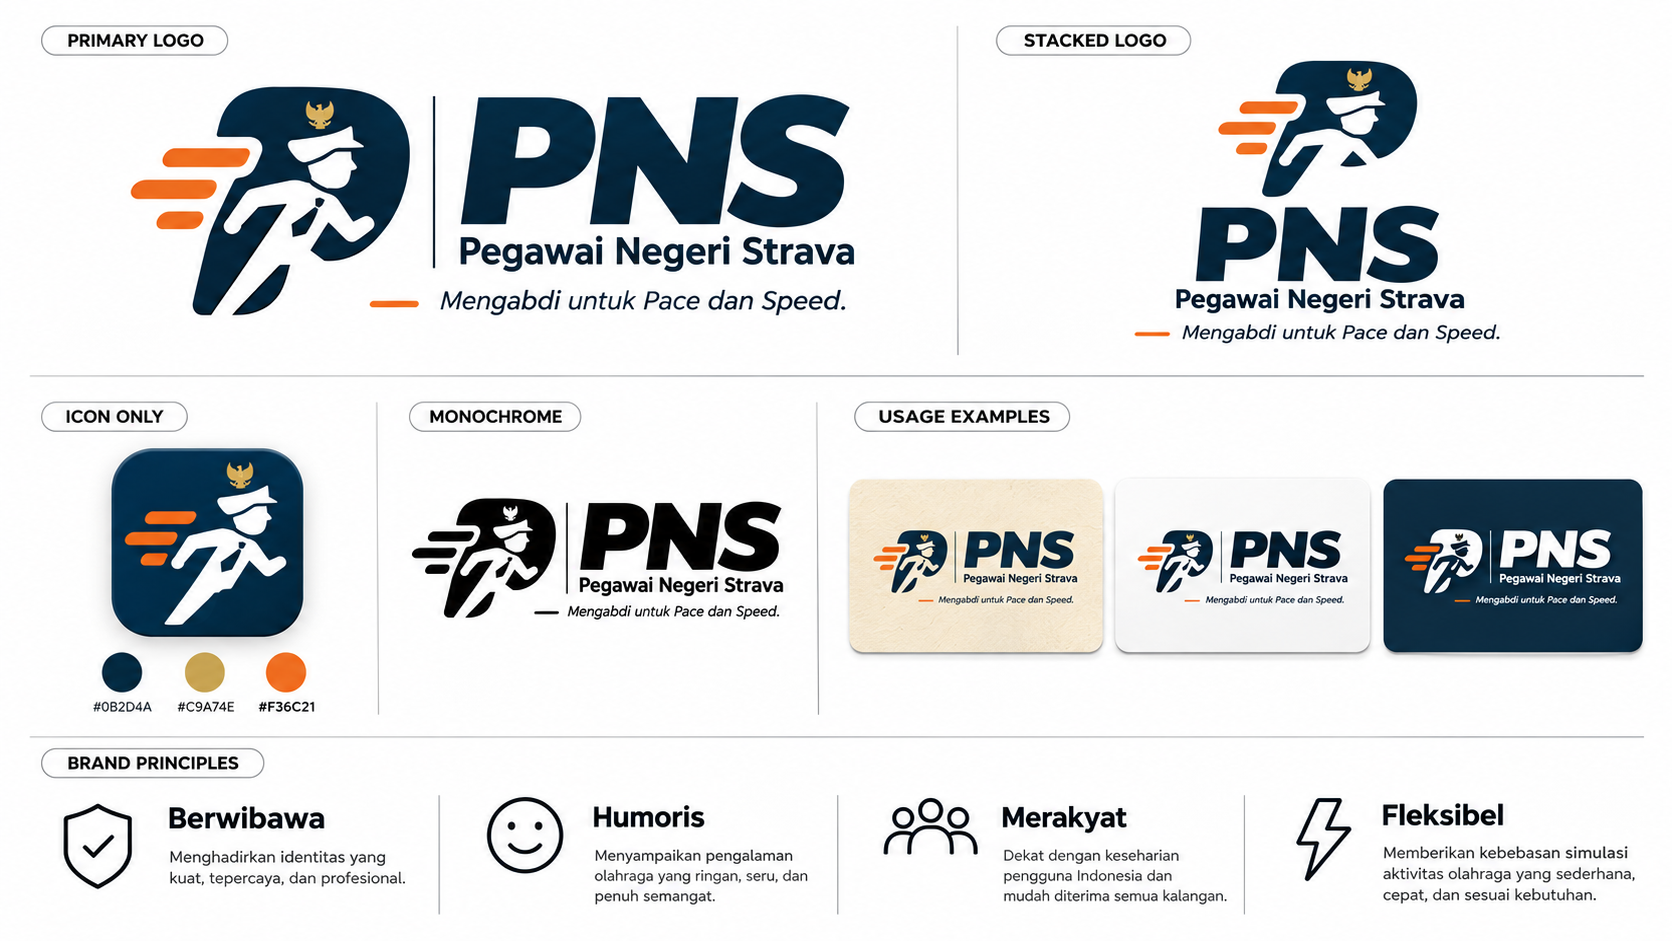 PRIMARY LOGO
PNS
Pegawai Negeri Strava
Mengabdi untuk Pace dan Speed.
STACKED LOGO
PNS
Pegawai Negeri Strava
Mengabdi untuk Pace dan Speed.
ICON ONLY
#0B2D4A
#C9A74E
#F36C21
MONOCHROME
PNS
Pegawai Negeri Strava
Mengabdi untuk Pace dan Speed.
USAGE EXAMPLES
PNS
Pegawai Negeri Strava
Mengabdi untuk Pace dan Speed.
PNS
Pegawai Negeri Strava
Mengabdi untuk Pace dan Speed.
PNS
Pegawai Negeri Strava
Mengabdi untuk Pace dan Speed.
BRAND PRINCIPLES
Berwibawa
Menghadirkan identitas yang
kuat, tepercaya, dan profesional.
Humoris
Menyampaikan pengalaman
olahraga yang ringan, seru, dan
penuh semangat.
Merakyat
Dekat dengan keseharian
pengguna Indonesia dan
mudah diterima semua kalangan.
Fleksibel
Memberikan kebebasan simulasi
aktivitas olahraga yang sederhana,
cepat, dan sesuai kebutuhan.